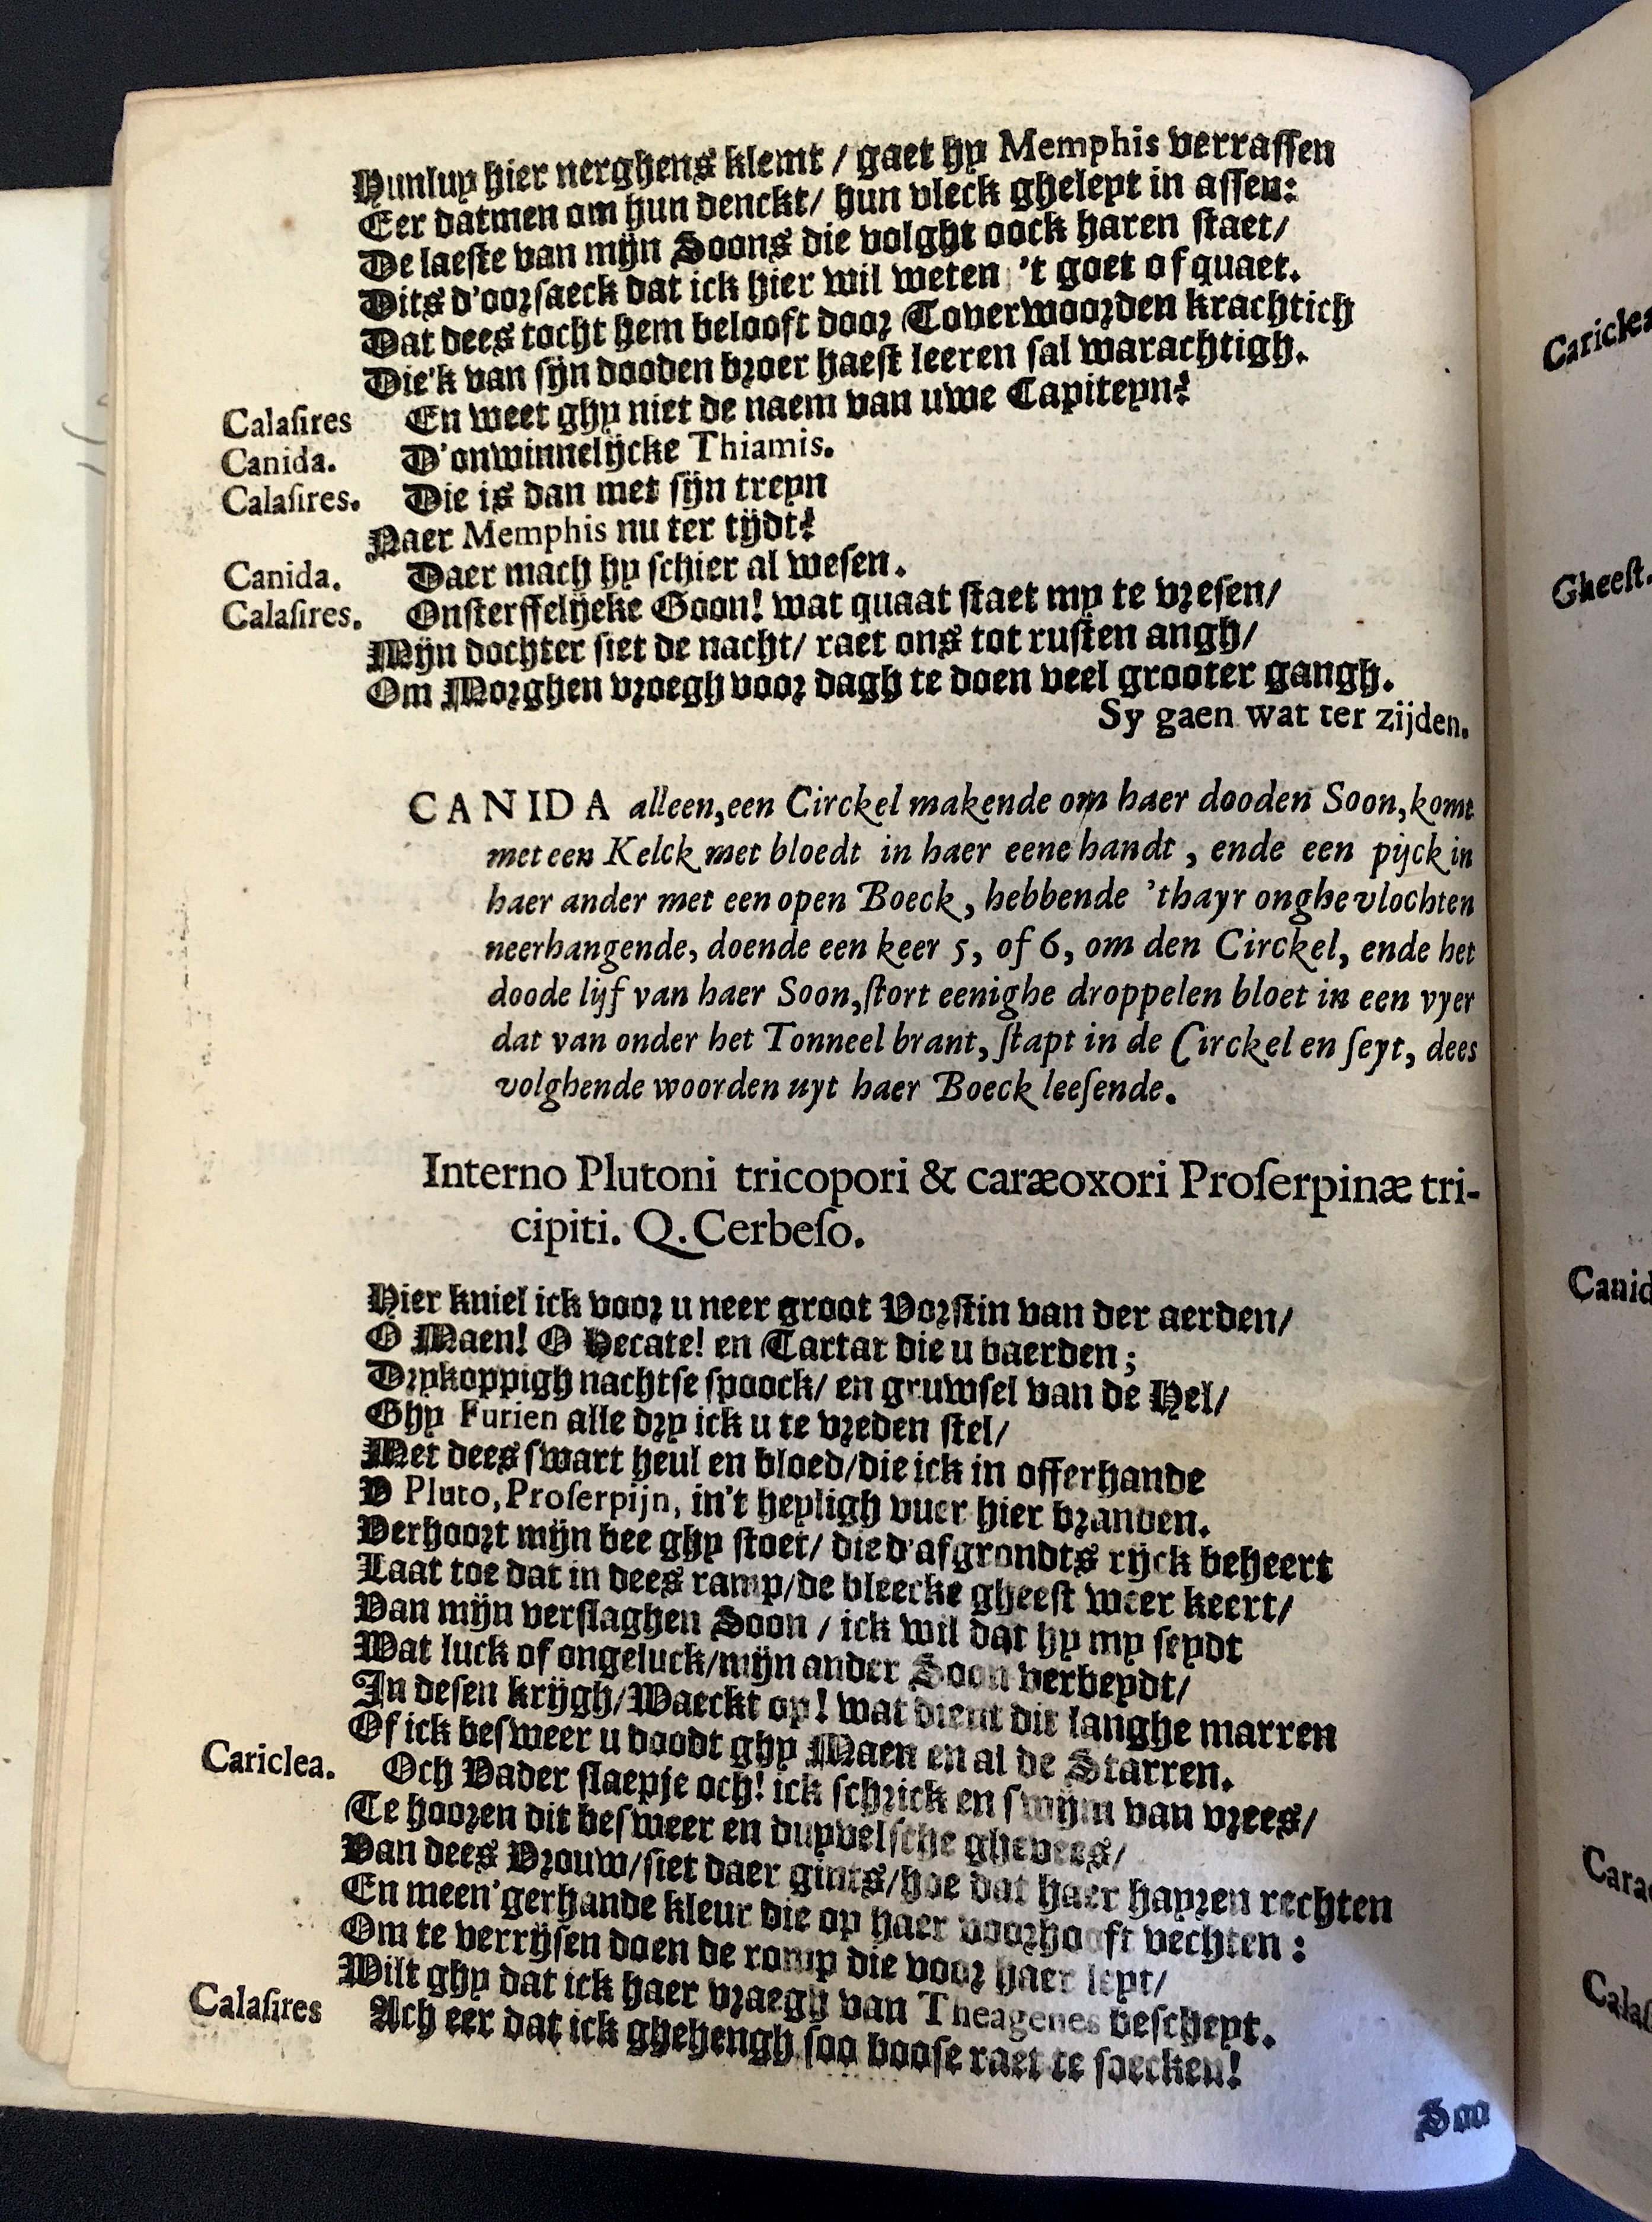 Hunluy hier nerghens klemt / gaet hy Memphis verrassen
Eer datmen om hun denckt / hun vleck gheleyt in assen:
De laeste van mijn Soons die volght oock haren staet /
Dits d'oorsaeck dat ick hier wil weten 't goet of quaet.
Dat dees tocht hem belooft door Toverwoorden krachtich
Die'k van sijn dooden broer haest leeren sal warachtigh.
Calasires En weet ghy niet de naem van uwe Capiteyn?
Canida. D'onwinnelijcke Thiamis.
Calasires. Die is dan met sijn treyn
Naer Memphis nu ter tijdt?
Canida. Daer mach hy schier al wesen.
Calasires. Onsterffelijcke Goon! wat quaat staet my te vresen /
Mijn dochter siet de nacht / raet ons tot rusten angh /
Om Morghen vroegh voor dagh te doen veel grooter gangh.
Sy gaen wat ter zijden.
CANIDA alleen, een Circkel makende om haer dooden Soon, komt
met een Kelck met bloedt in haer eene handt, ende een pijck in
haer ander met een open Boeck, hebbende 'thayr onghevlochten
neerhangende, doende een keer 5, of 6, om den Circkel, ende het
doode lijf van haer Soon, stort eenighe droppelen bloet in een vyer
dat van onder het Tonneel brant, stapt in de Circkel en seyt, dees
volghende woorden uyt haer Boeck leesende.
Interno Plutoni tricopori & caræoxori Proserpinæ tri-
cipiti. Q. Cerbeso.
Hier kniel ick voor u neer groot Vorstin van der aerden /
O Maen! O Hecate! en Tartar die u baerden;
Drykoppigh nachtse spoock / en gruwsel van de Hel /
Ghy Furien alle dry ick u te vreden stel /
Met dees swart heul en bloed / die ick in offerhande
O Pluto, Proserpijn, in't heyligh vuer hier branden.
Verhoort mijn bee ghy stoet / die d'afgrondts rijck beheert
Laat toe dat in dees ramp / de bleecke gheest weer keert /
Van mijn verslaghen Soon / ick wil dat hy my seydt
Wat luck of ongeluck / mijn ander Soon verbeydt /
In desen krijgh / Waeckt op! wat dient dit langhe marren
Of ick besweer u doodt ghy Maen en al de Starren.
Cariclea. Och Vader slaepje och! ick schrick en swijm van vrees /
Te hooren dit besweer en duyvelsche ghevees /
Van dees Vrouw / siet daer gints / hoe dat haer hayren rechten
En meen'gerhande kleur die op haer voorhooft vechten:
Om te verrijsen doen de romp die voor haer leyt /
Wilt ghy dat ick haer vraegh van Theagenes bescheyt.
Calasires Ach eer dat ick ghehengh soo boose raet te soecken!
Soo
Cariclea
Gheest.
Canid
Carac
Calas